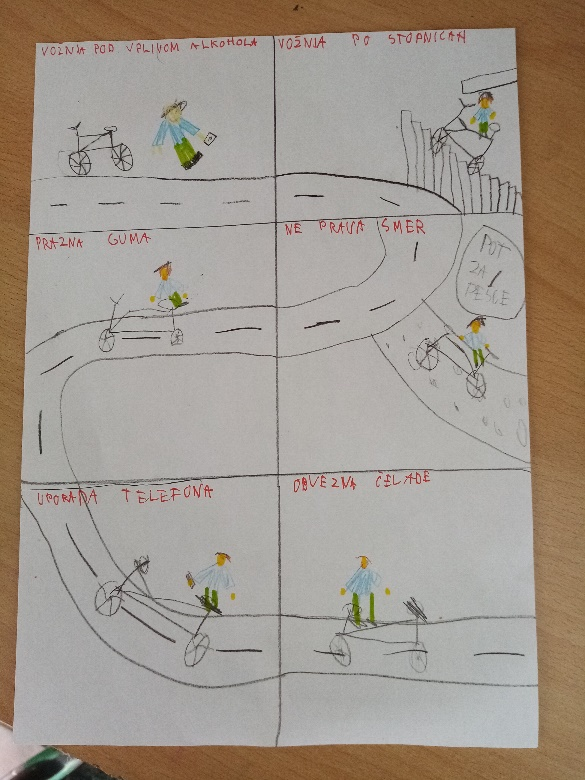 VOŽNJA POD VPLIVOM ALKOHOLA
VOŽNJA PO STOPNICAH
PRAZNA GUMA
NE PRAVA SMER
POT
ZA
PEŠCE
UPORABA TELEFONA
OBVEZNA ČELADE